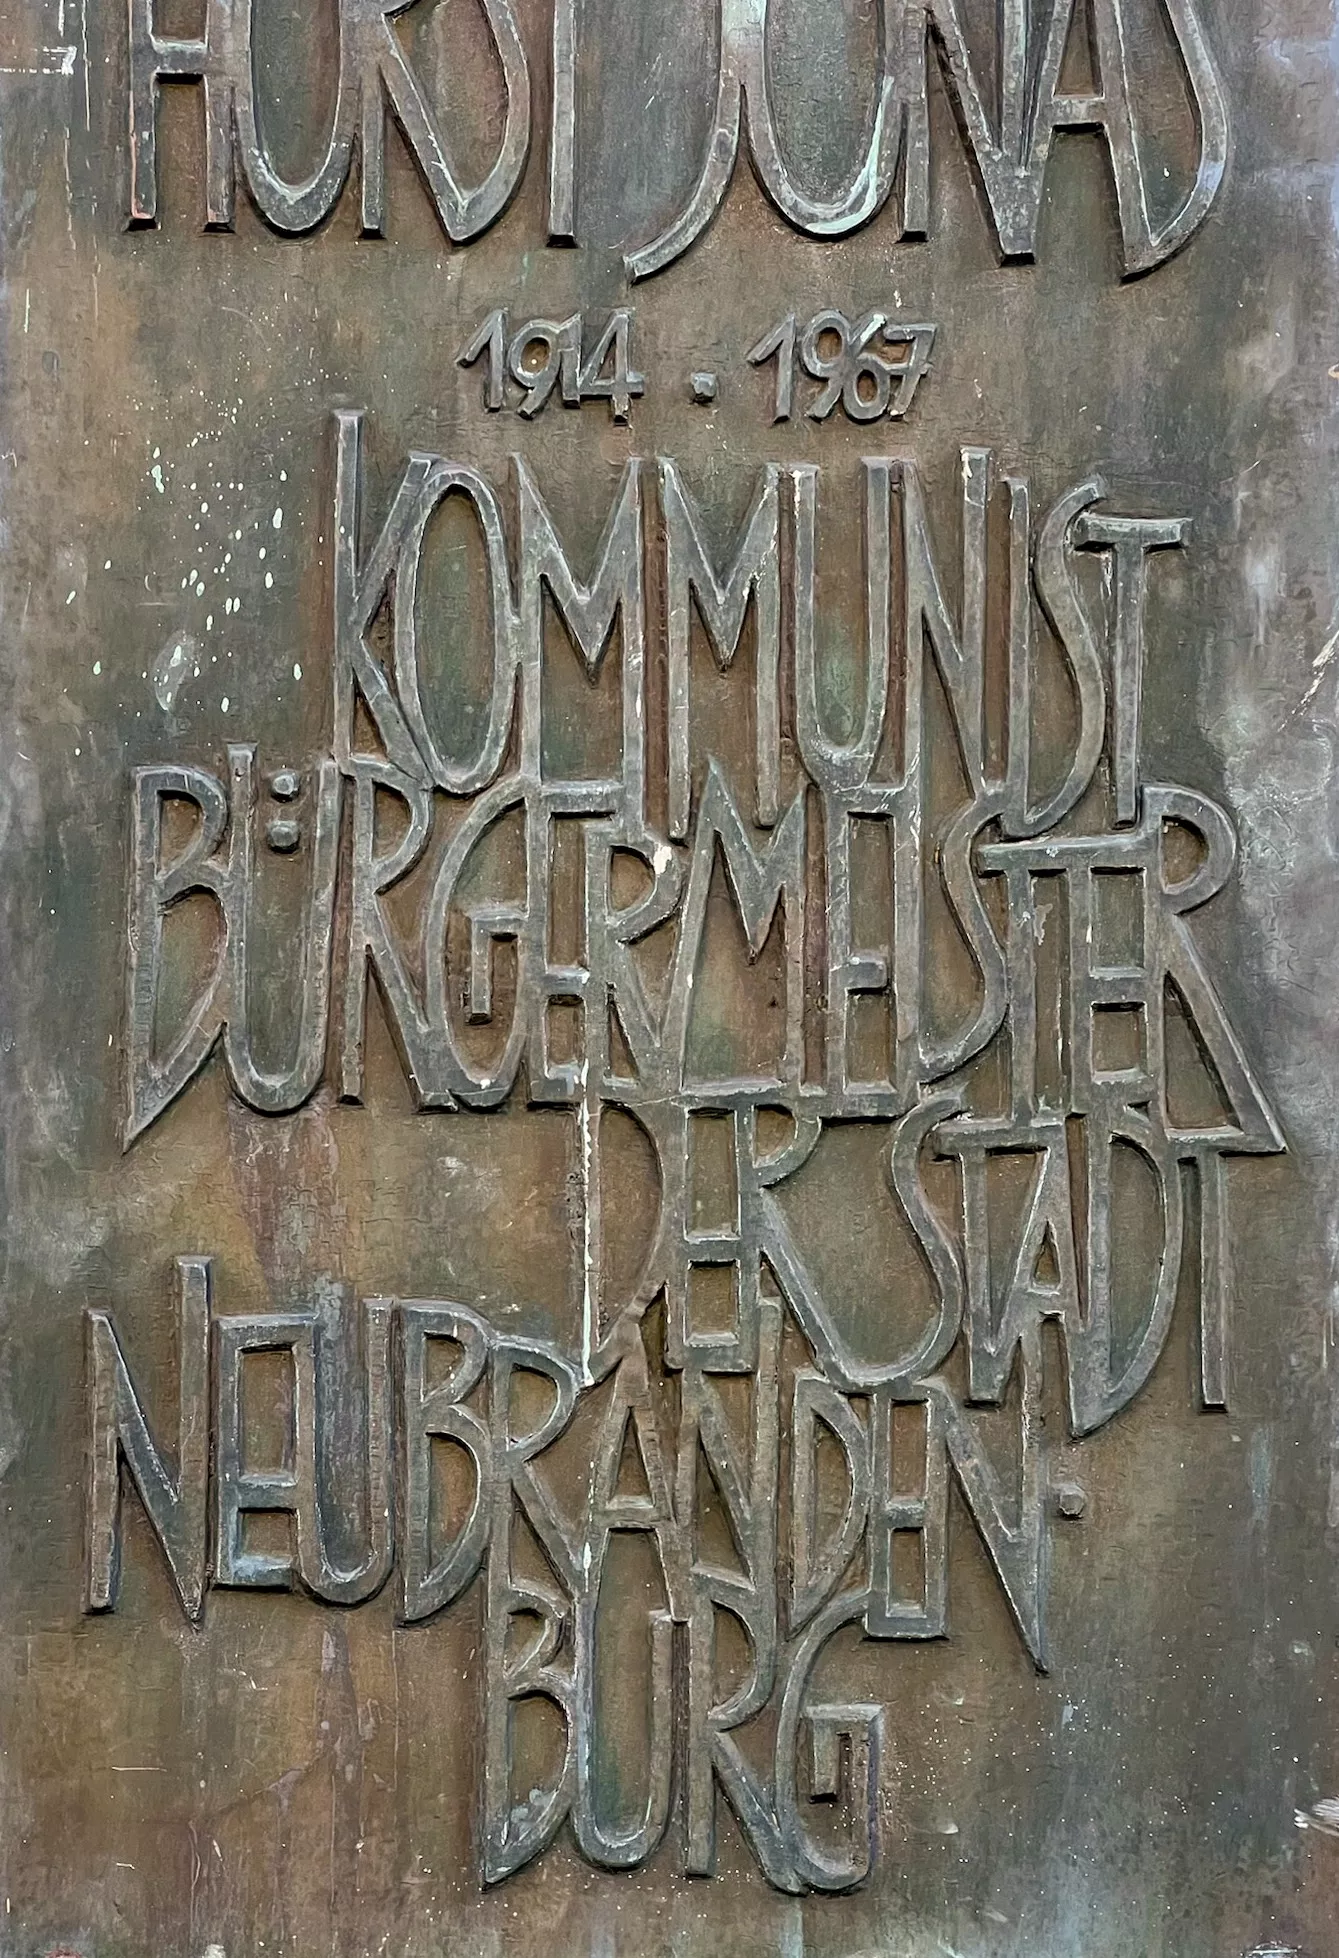 HORST JONAS
1914 . 1967
KOMMUNIST
BÜRGERMEISTER
DER STADT
NEUBRANDEN.
BURG